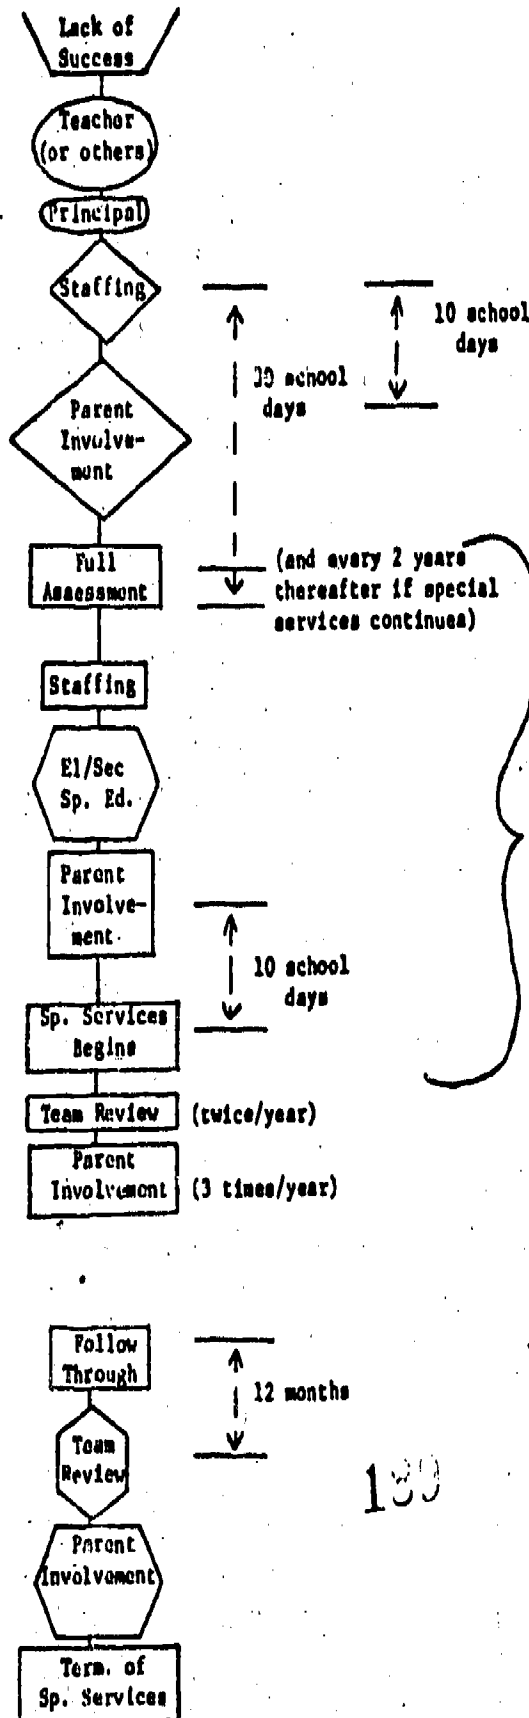 Lack of
Success
Teacher
(or others)
Principal
Staffing
10 school
days
30 school
days
Parent
Involve-
ment
Full
Assessment
(and every 2 years
thereafter if special
services continues)
Staffing
El/Sec
Sp. Ed.
Parent
Involve-
ment
10 school
days
Sp. Services
Begins
Team Review (twice/year)
Parent
Involvement (3 times/year)
Follow
Through
12 months
Team
Review
Parent
Involvement
Term. of
Sp. Services